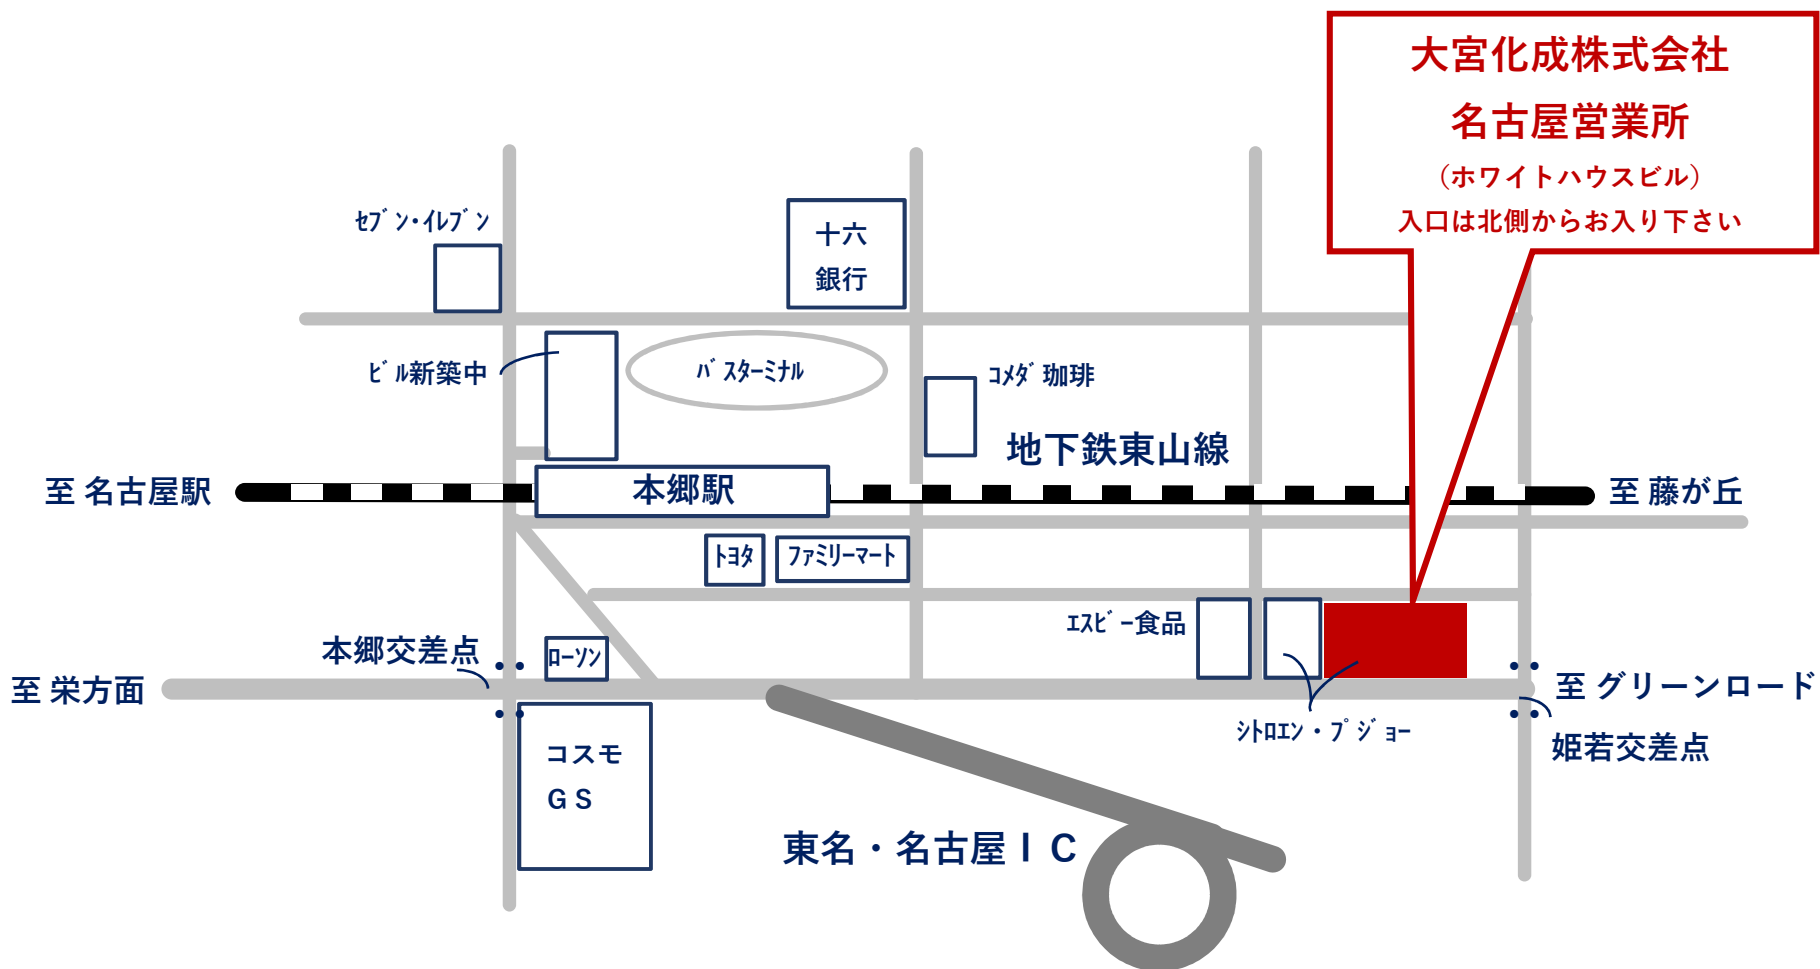 大宮化成株式会社
名古屋営業所
（ホワイトハウスビル）
入口は北側からお入り下さい
ｾﾌﾞﾝ・ｲﾚﾌﾞﾝ
十六
銀行
ﾋﾞﾙ新築中
ﾊﾞｽﾀｰﾐﾅﾙ
ｺﾒﾀﾞ珈琲
地下鉄東山線
至 名古屋駅
本郷駅
至 藤が丘
ﾄﾖﾀ
ﾌｧﾐﾘｰﾏｰﾄ
ｴｽﾋﾞｰ食品
本郷交差点
ﾛｰｿﾝ
至 栄方面
至 グリーンロード
ｼﾄﾛｴﾝ・ﾌﾟｼﾞｮｰ
姫若交差点
コスモ
ＧＳ
東名・名古屋ＩＣ